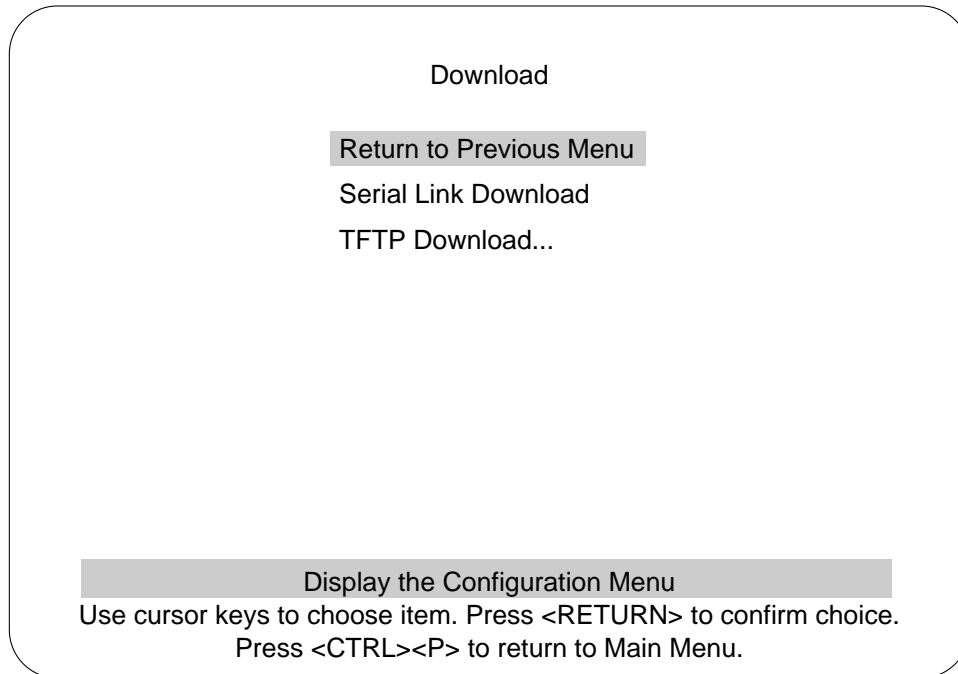 Download
Return to Previous Menu
Serial Link Download
TFTP Download...
Display the Configuration Menu
Use cursor keys to choose item. Press <RETURN> to confirm choice.
Press <CTRL><P> to return to Main Menu.